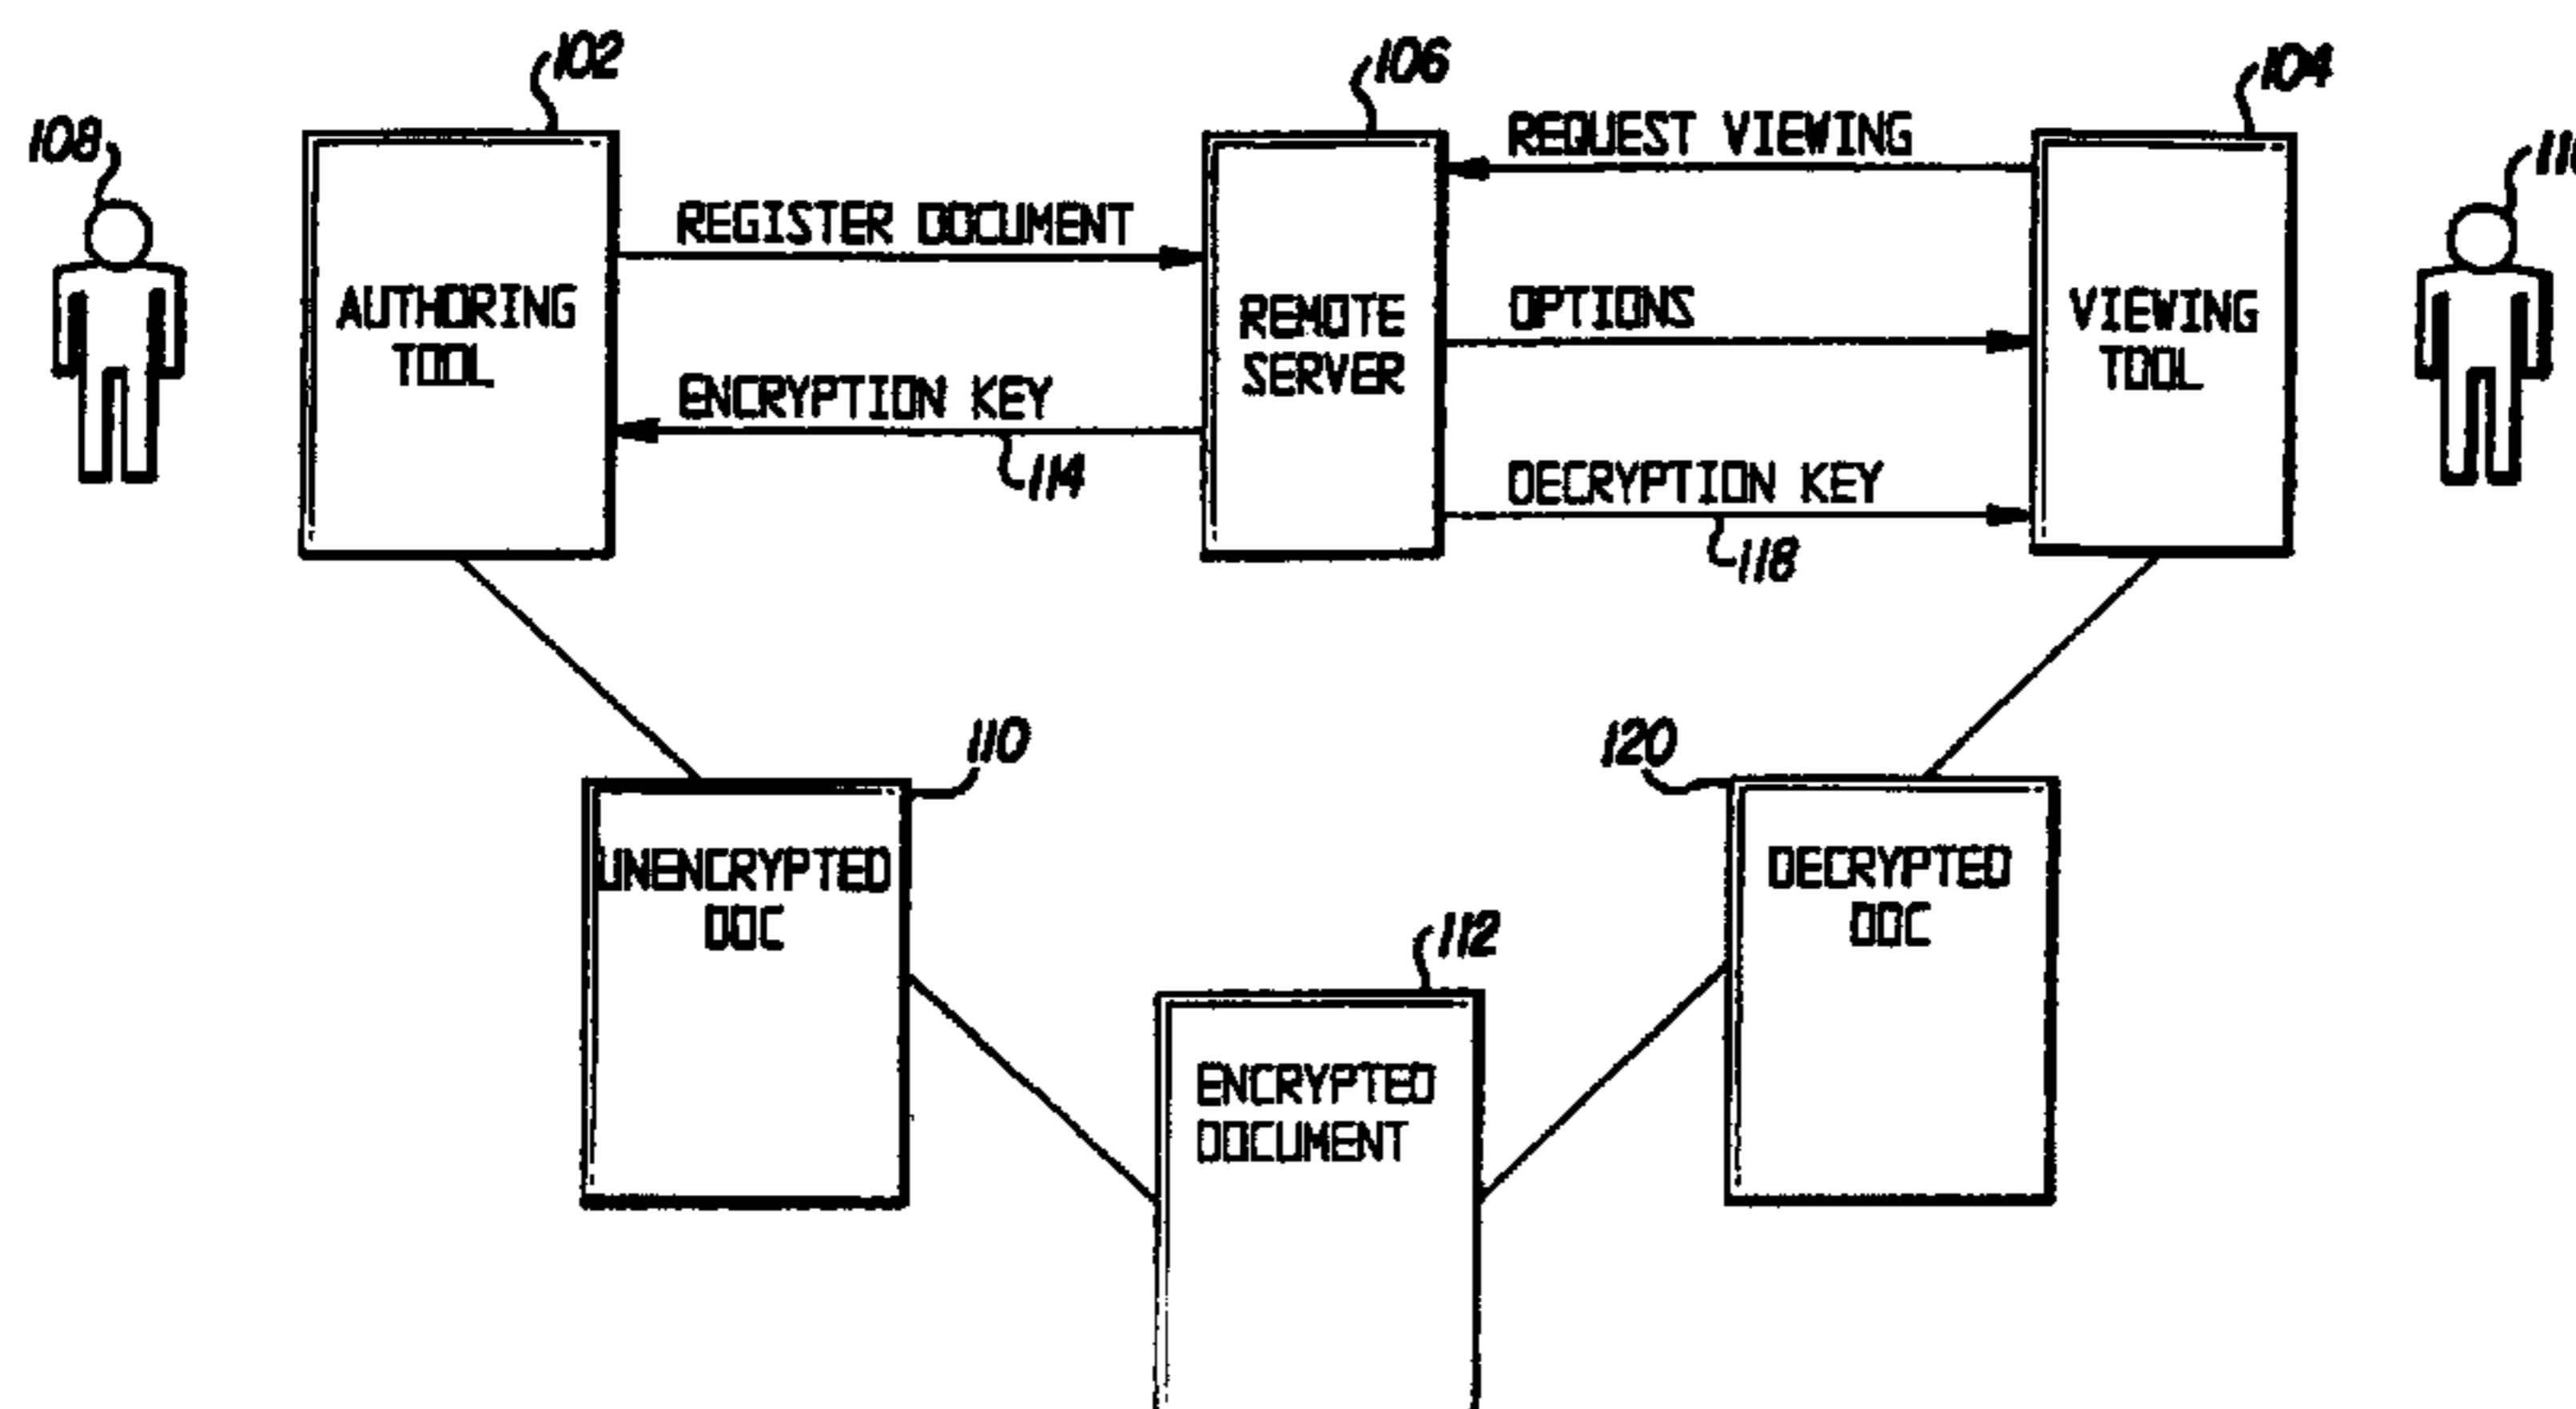 102
106
104
108
REQUEST VIEWING
REGISTER DOCUMENT
AUTHORING
TOOL
REMOTE
SERVER
OPTIONS
VIEWING
TOOL
ENCRYPTION KEY
114
DECRYPTION KEY
118
110
120
UNENCRYPTED
DOC
DECRYPTED
DOC
112
ENCRYPTED
DOCUMENT